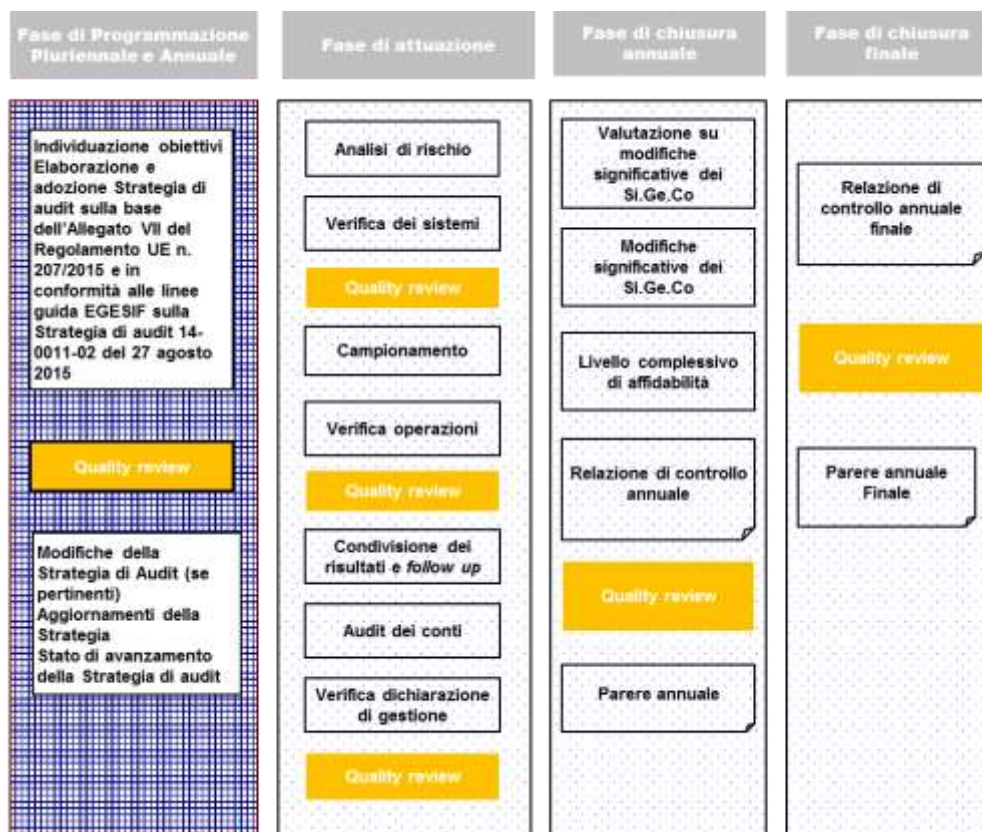 Fase di Programmazione
Pluriennale e Annuale
Individuazione obiettivi
Elaborazione e
adozione Strategia di
audit sulla base
dell'Allegato VII del
Regolamento UE n.
207/2015 e in
conformità alle linee
guida EGESIF sulla
Strategia di audit 14-
0011-02 del 27 agosto
2015
Quality review
Modifiche della
Strategia di Audit (se
pertinenti)
Aggiornamenti della
Strategia
Stato di avanzamento
della Strategia di audit
Fase di attuazione
Analisi di rischio
Verifica dei sistemi
Quality review
Campionamento
Verifica operazioni
Quality review
Condivisione dei
risultati e follow up
Audit dei conti
Verifica dichiarazione
di gestione
Quality review
Fase di chiusura
annuale
Valutazione su
modifiche
significative dei
Si.Ge.Co
Modifiche
significative dei
Si.Ge.Co
Livello complessivo
di affidabilità
Relazione di controllo
annuale
Quality review
Parere annuale
Fase di chiusura
finale
Relazione di
controllo annuale
finale
Quality review
Parere annuale
Finale